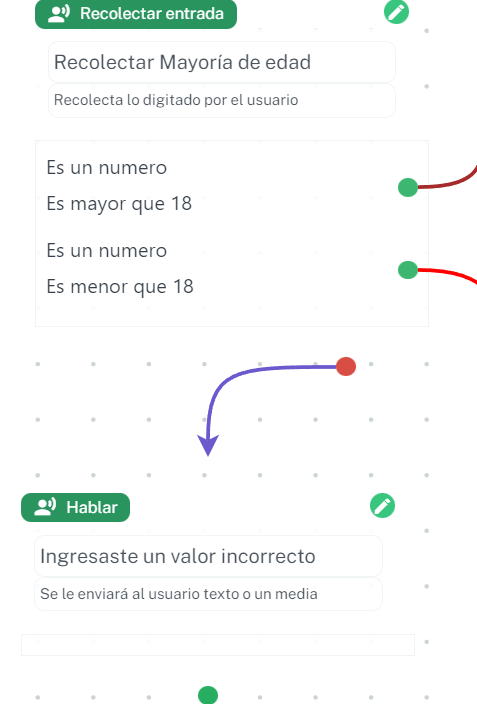 Recolectar entrada
Recolectar Mayoría de edad
Recolecta lo digitado por el usuario
Es un numero
Es mayor que 18
Es un numero
Es menor que 18
Hablar
Ingresaste un valor incorrecto
Se le enviará al usuario texto o un media